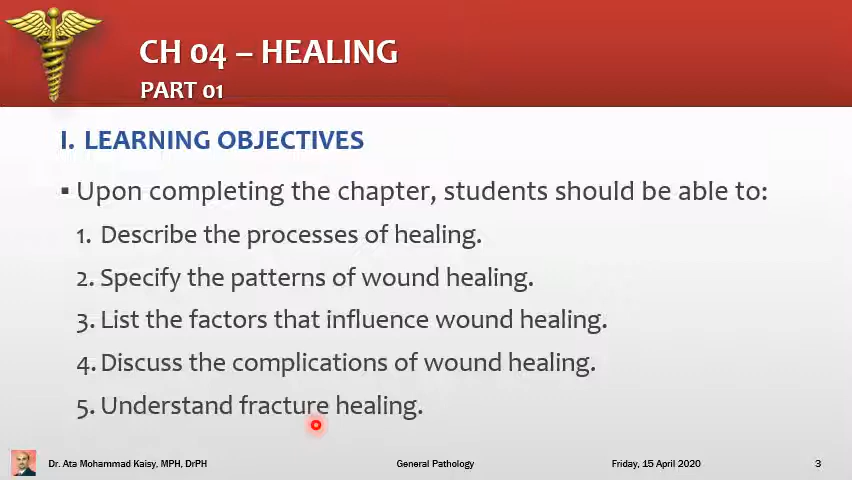 CH 04 – HEALING
PART 01
I. LEARNING OBJECTIVES
▪ Upon completing the chapter, students should be able to:
1. Describe the processes of healing.
2. Specify the patterns of wound healing.
3. List the factors that influence wound healing.
4. Discuss the complications of wound healing.
5. Understand fracture healing.
Dr. Ata Mohammad Kaisy, MPH, DrPH General Pathology Friday, 15 April 2020 3